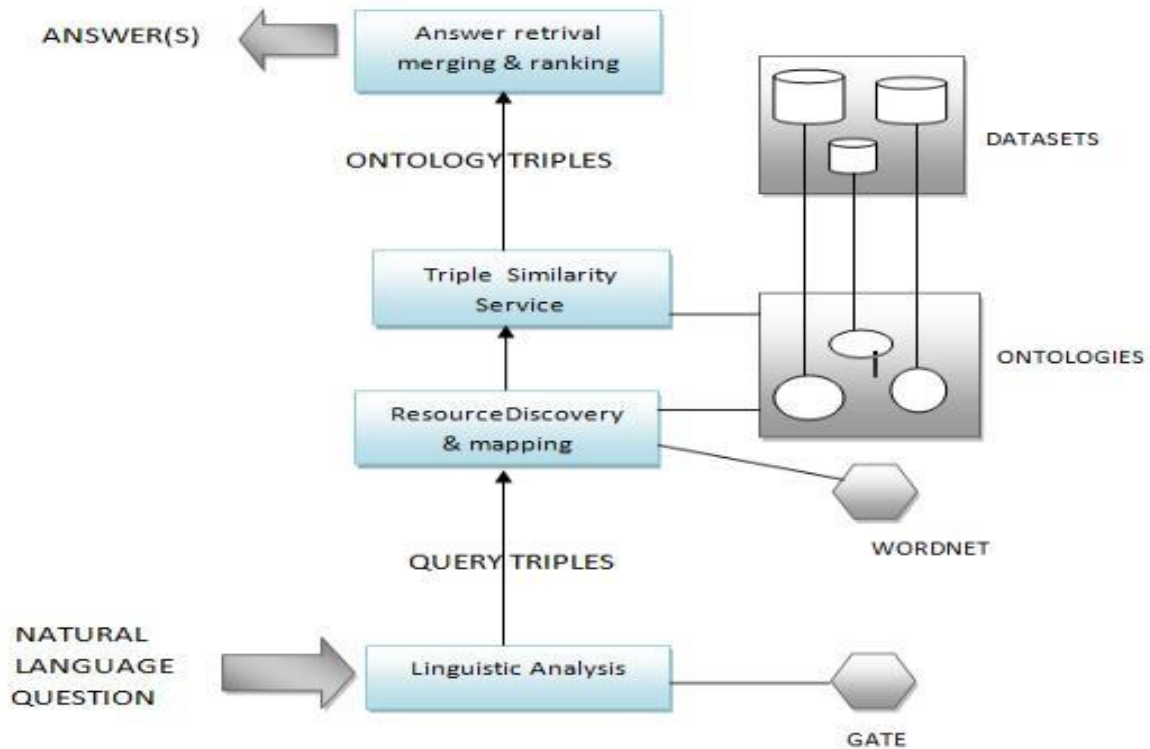 ANSWER(S)
Answer retrival
merging & ranking
DATASETS
ONTOLOGY TRIPLES
Triple Similarity
Service
ONTOLOGIES
ResourceDiscovery
& mapping
WORDNET
QUERY TRIPLES
NATURAL
LANGUAGE
QUESTION
Linguistic Analysis
GATE